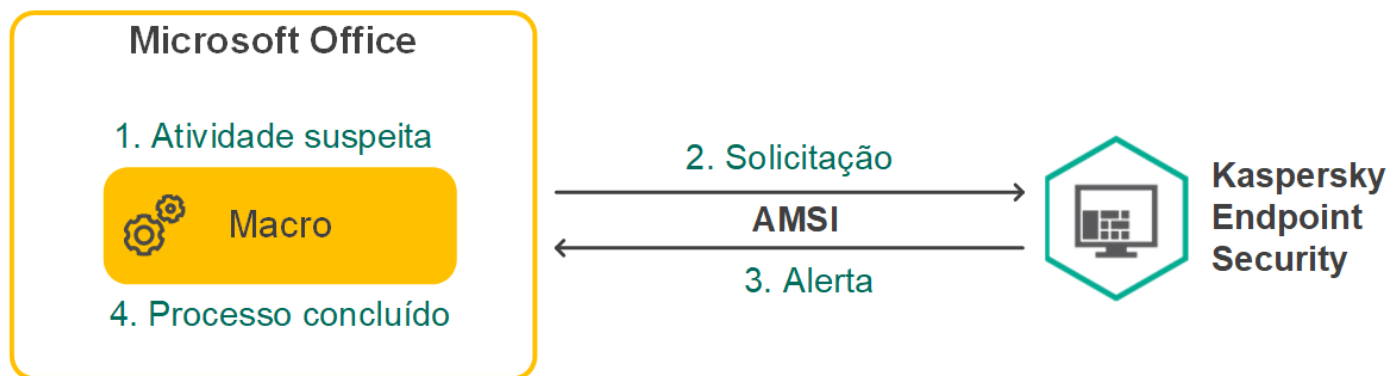 Microsoft Office
1. Atividade suspeita
Macro
4. Processo concluído
2. Solicitação
AMSI
3. Alerta
Kaspersky
Endpoint
Security